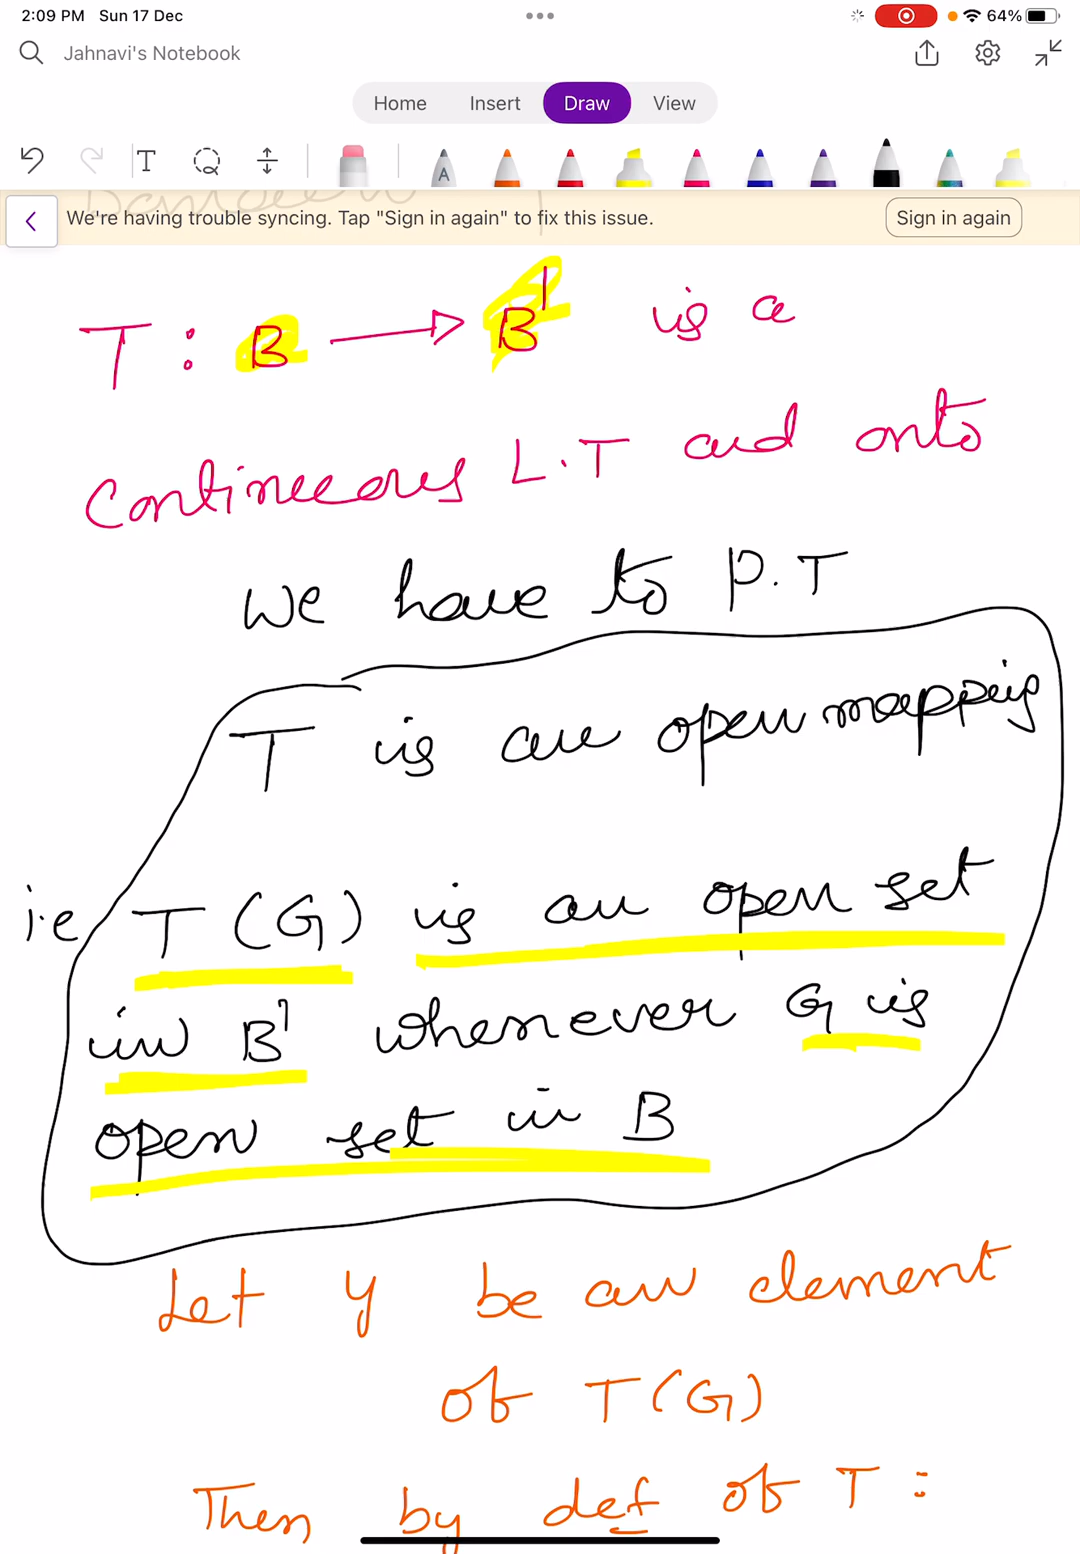 2:09 PM Sun 17 Dec
64%
Jahnavi's Notebook
Home Insert Draw View
T
A
We're having trouble syncing. Tap "Sign in again" to fix this issue. Sign in again
T : B → B' is a
continuous L.T and onto
We have to P.T
T is an open mapping
i.e T(G) is an open set
in B' whenever G is
open set in B
Let y be an element
of T(G)
Then by def of T :